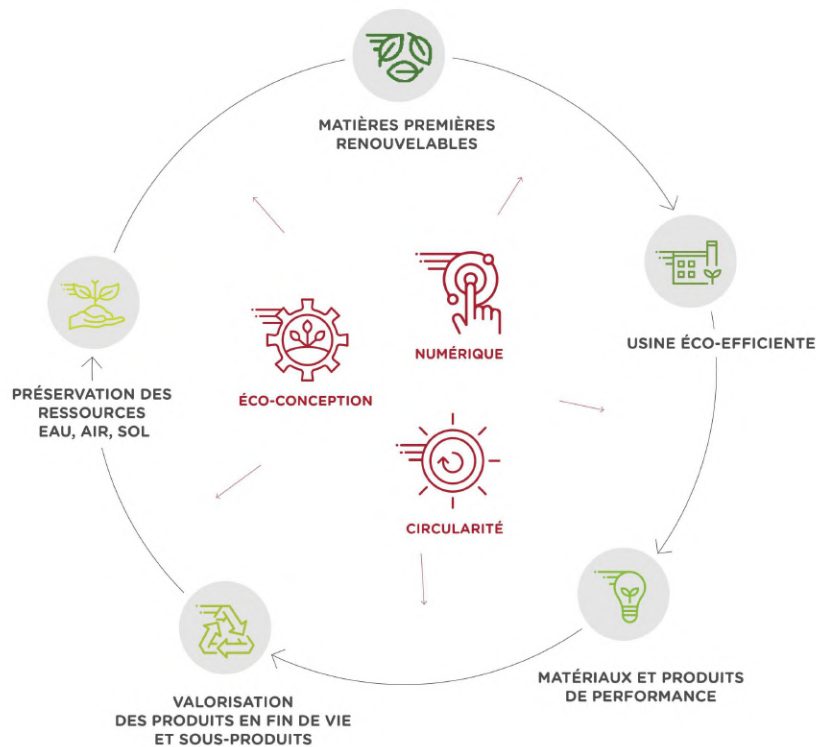 MATIÈRES PREMIÈRES
RENOUVELABLES
USINE ÉCO-EFFICIENTE
NUMÉRIQUE
ÉCO-CONCEPTION
PRÉSERVATION DES
RESSOURCES
EAU, AIR, SOL
CIRCULARITÉ
MATÉRIAUX ET PRODUITS
DE PERFORMANCE
VALORISATION
DES PRODUITS EN FIN DE VIE
ET SOUS-PRODUITS